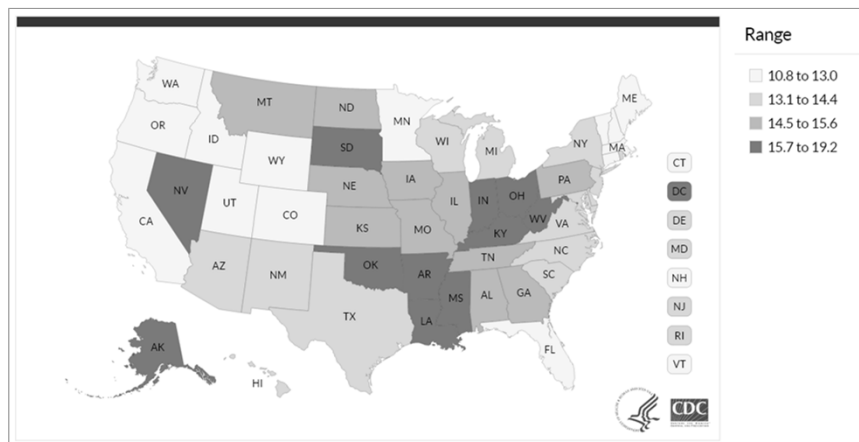 Range
10.8 to 13.0
13.1 to 14.4
14.5 to 15.6
15.7 to 19.2
WA
MT
ND
MN
ME
OR
ID
SD
WI
MI
NY
MA
WY
NV
NE
IA
PA
CT
CA
UT
CO
IL
IN
OH
DC
KS
MO
KY
WV
VA
DE
AZ
NM
OK
AR
TN
NC
MD
SC
NH
TX
LA
MS
AL
GA
NJ
AK
HI
FL
RI
VT
CDC